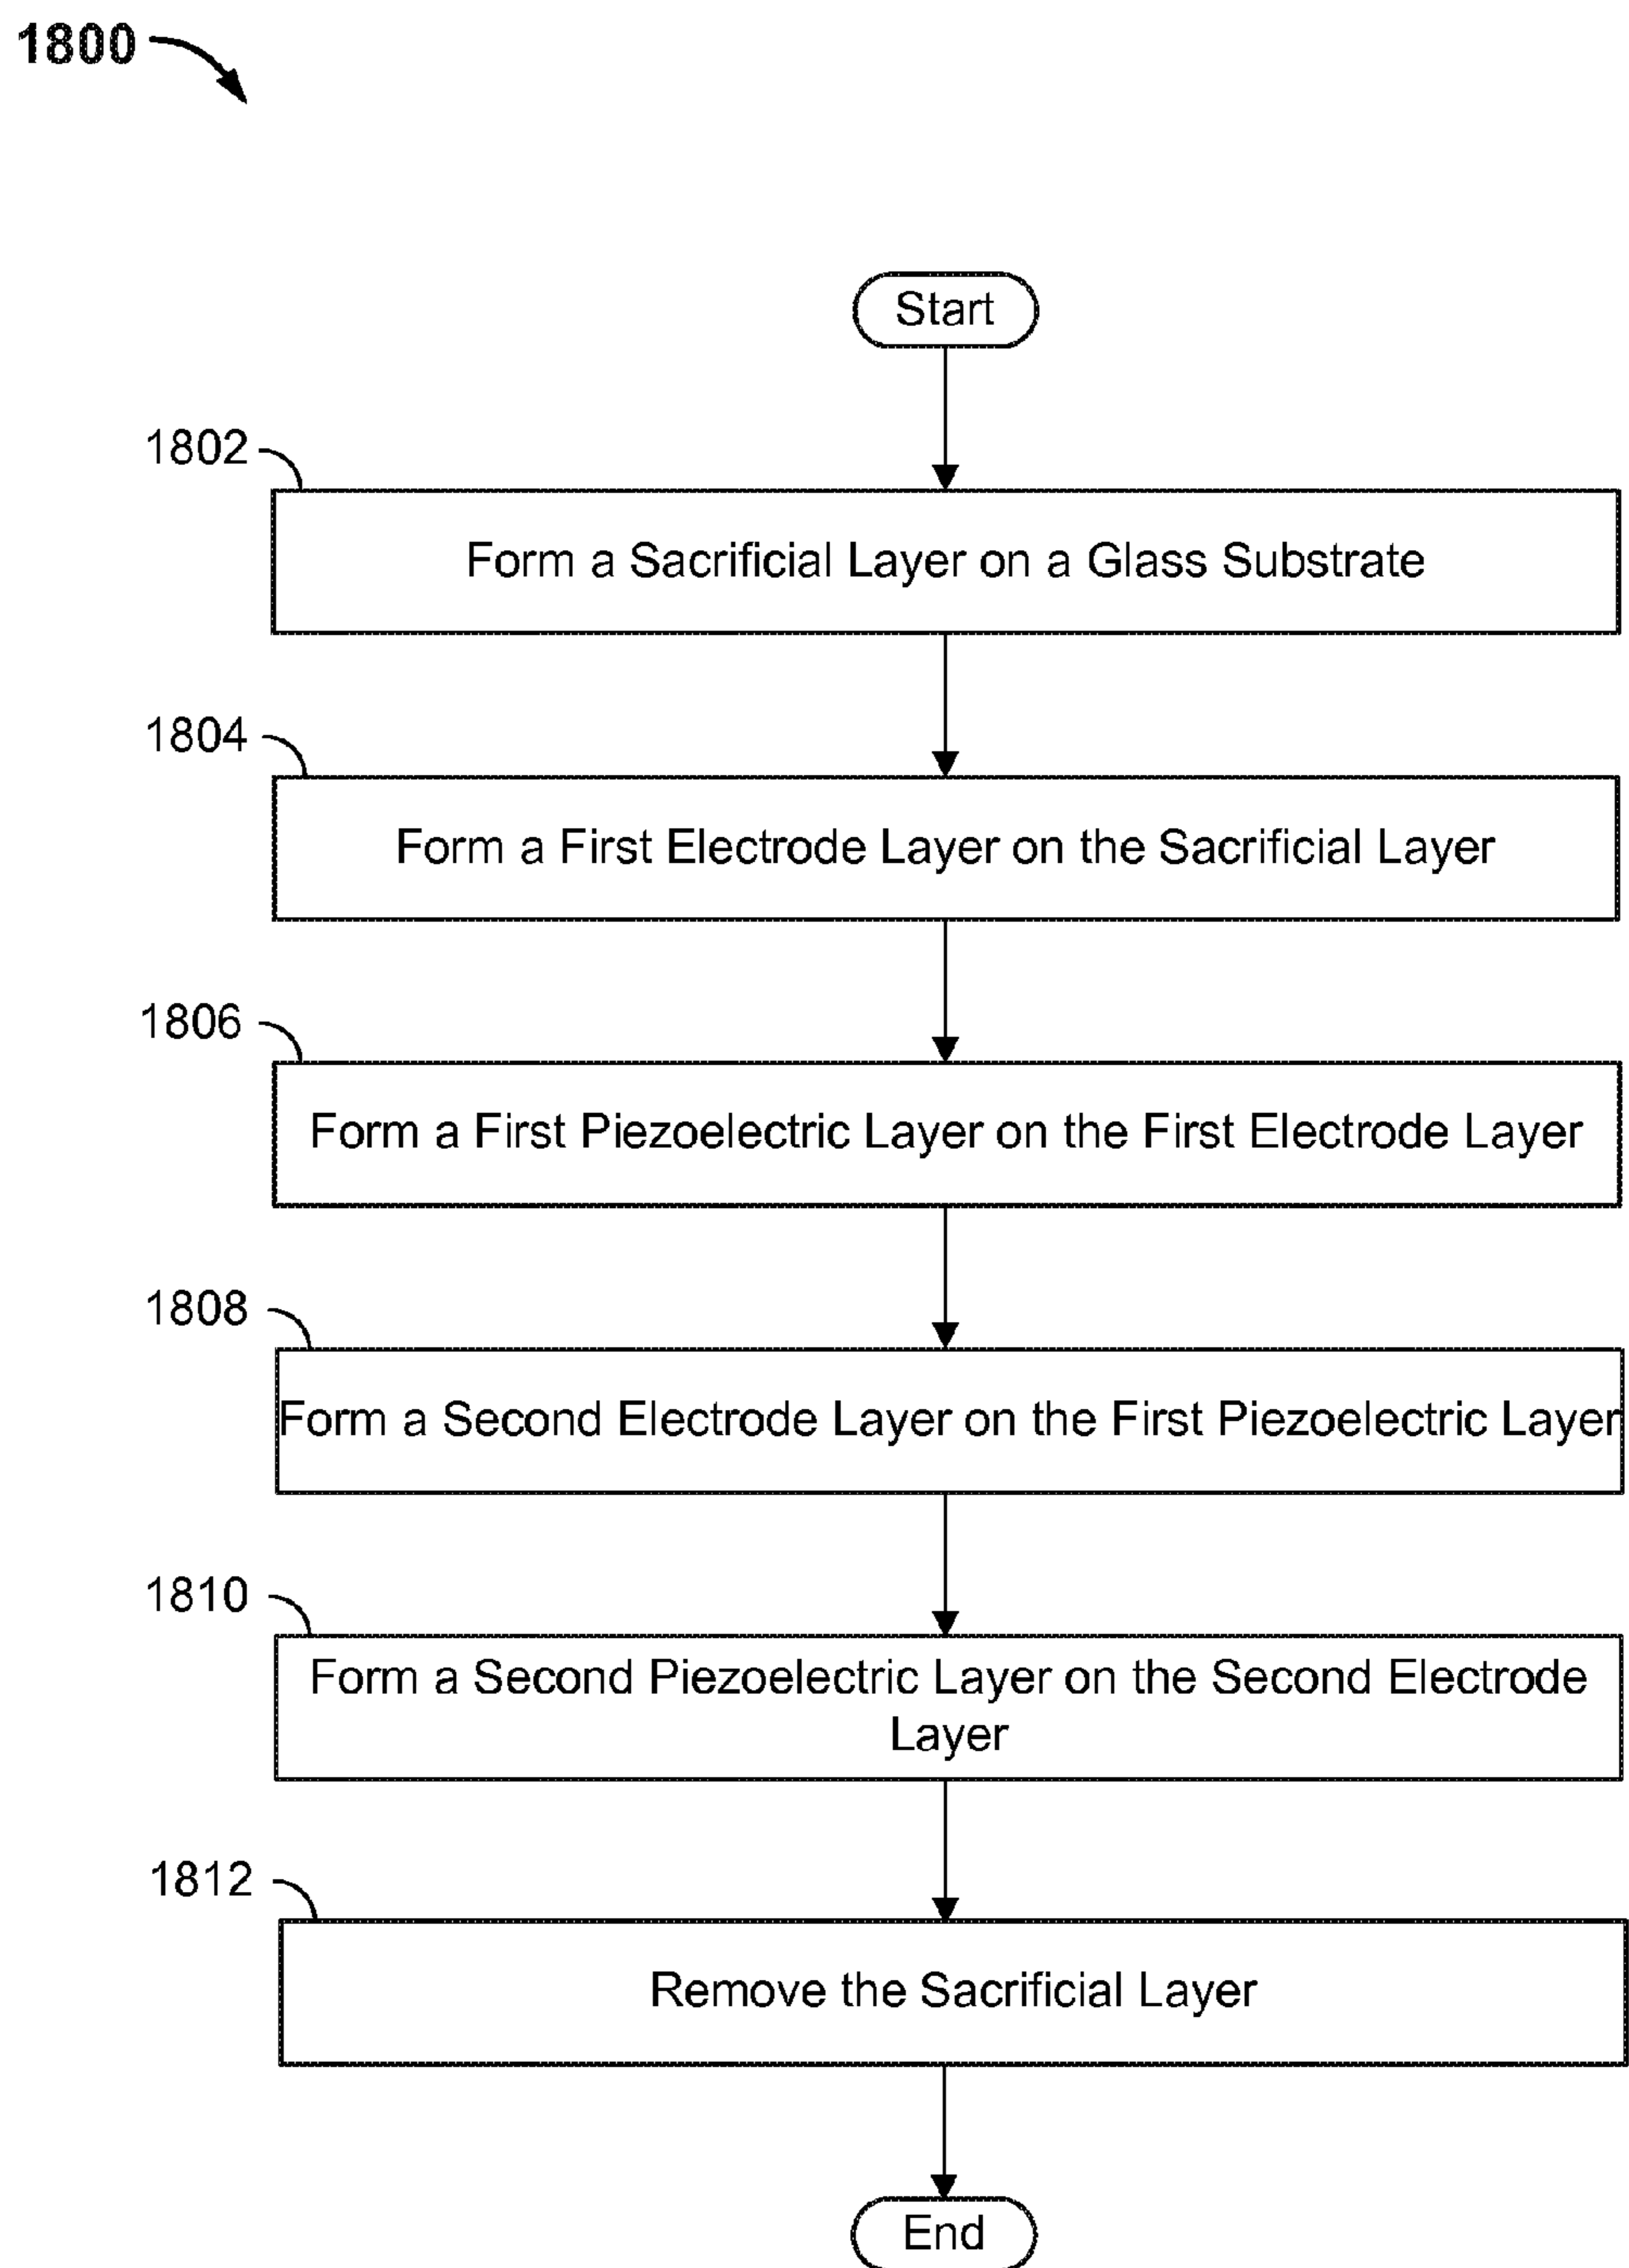 1800
Start
1802
Form a Sacrificial Layer on a Glass Substrate
1804
Form a First Electrode Layer on the Sacrificial Layer
1806
Form a First Piezoelectric Layer on the First Electrode Layer
1808
Form a Second Electrode Layer on the First Piezoelectric Layer
1810
Form a Second Piezoelectric Layer on the Second Electrode
Layer
1812
Remove the Sacrificial Layer
End